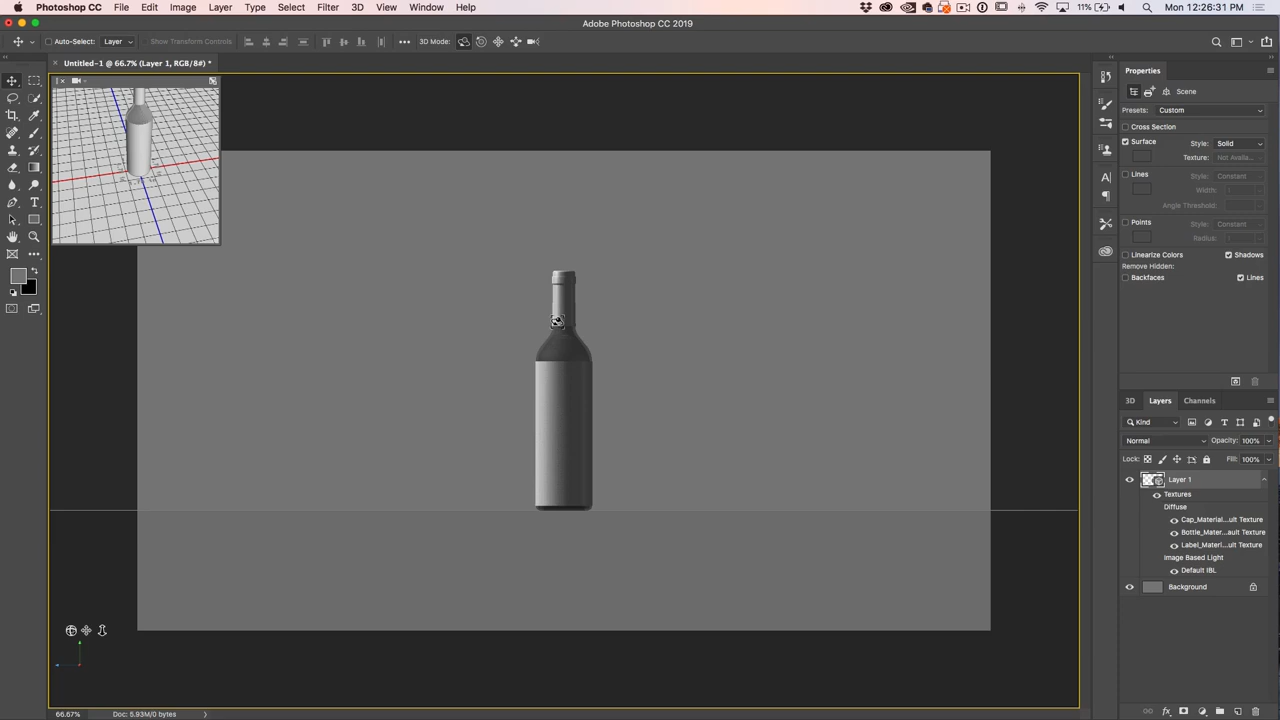 Photoshop CC File Edit Image Layer Type Select Filter 3D View Window Help 11% Mon 12:26:31 PM
Adobe Photoshop CC 2019
Auto-Select: Layer Show Transform Controls 3D Mode:
Untitled-1 @ 66.7% (Layer 1, RGB/8#) *
Properties
Scene
Presets: Custom
Cross Section
Surface Style: Solid
Texture: Not Availa...
Lines Style: Constant
Width: 1
Angle Threshold:
Points Style: Constant
Radius: 1
Linearize Colors Shadows
Remove Hidden:
Backfaces Lines
3D Layers Channels
Kind
Normal Opacity: 100%
Lock: Fill: 100%
Layer 1
Textures
Diffuse
Cap_Material...ult Texture
Bottle_Mater...ault Texture
Label_Materi...ult Texture
Image Based Light
Default IBL
Background
66.67% Doc: 5.93M/0 bytes